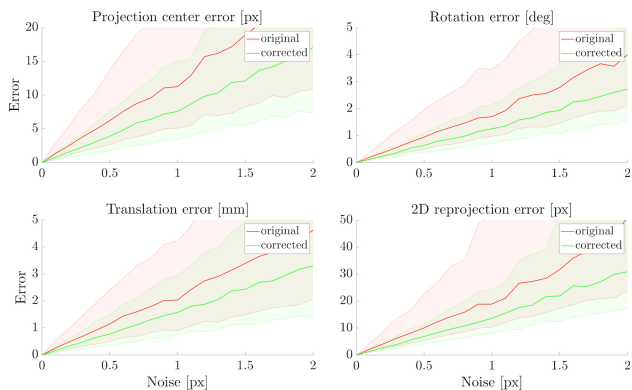 Projection center error [px]
20
15
10
5
0
Error
original
corrected
0 0.5 1 1.5 2
Rotation error [deg]
5
4
3
2
1
0
original
corrected
0 0.5 1 1.5 2
Translation error [mm]
5
4
3
2
1
0
Error
original
corrected
0 0.5 1 1.5 2
Noise [px]
2D reprojection error [px]
50
40
30
20
10
0
original
corrected
0 0.5 1 1.5 2
Noise [px]